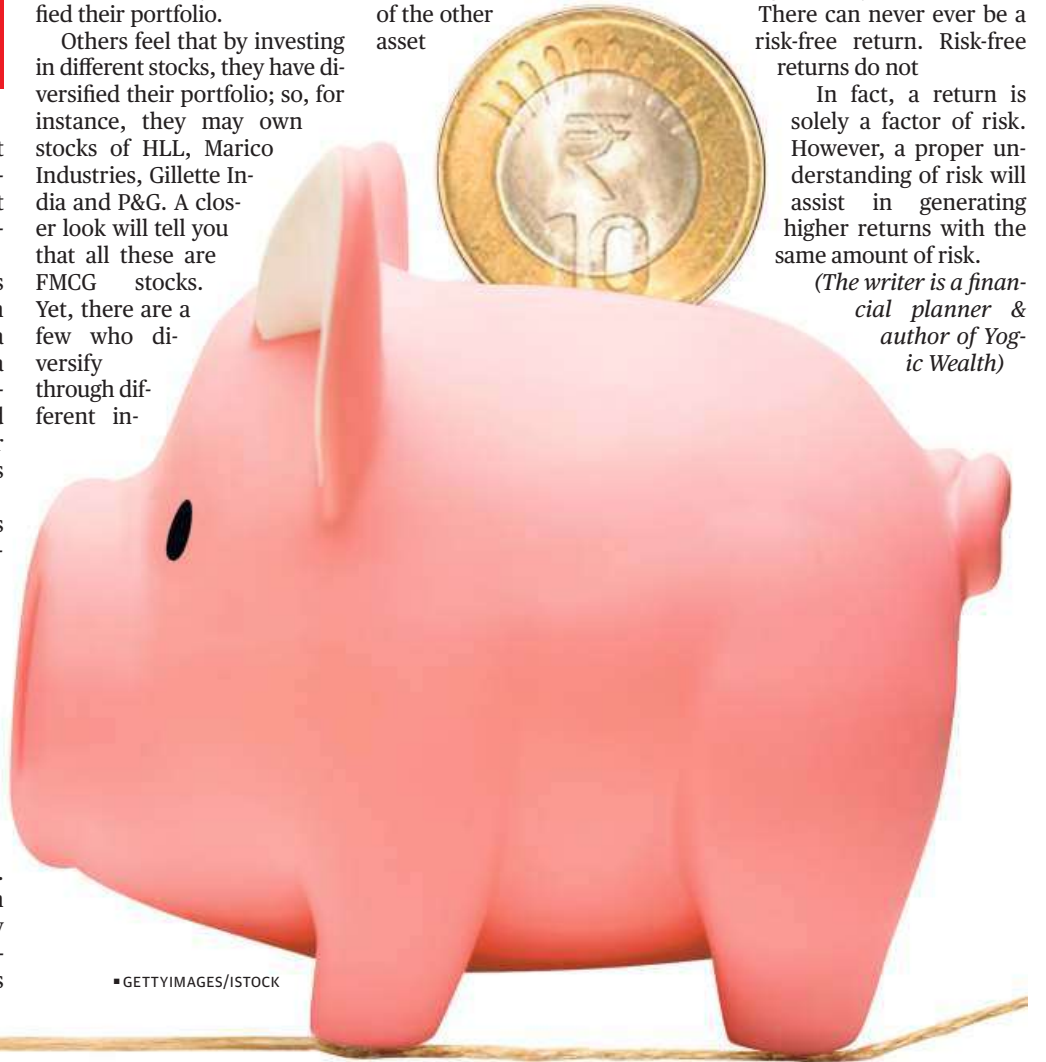 fied their portfolio.
Others feel that by investing
in different stocks, they have di-
versified their portfolio; so, for
instance, they may own
stocks of HLL, Marico
Industries, Gillette In-
dia and P&G. A clos-
er look will tell you
that all these are
FMCG stocks.
Yet, there are a
few who di-
versify
through dif-
ferent in-
of the other
asset
₹
10
There can never ever be a
risk-free return. Risk-free
returns do not
In fact, a return is
solely a factor of risk.
However, a proper un-
derstanding of risk will
assist in generating
higher returns with the
same amount of risk.
(The writer is a finan-
cial planner &
author of Yog-
ic Wealth)
▪ GETTYIMAGES/ISTOCK